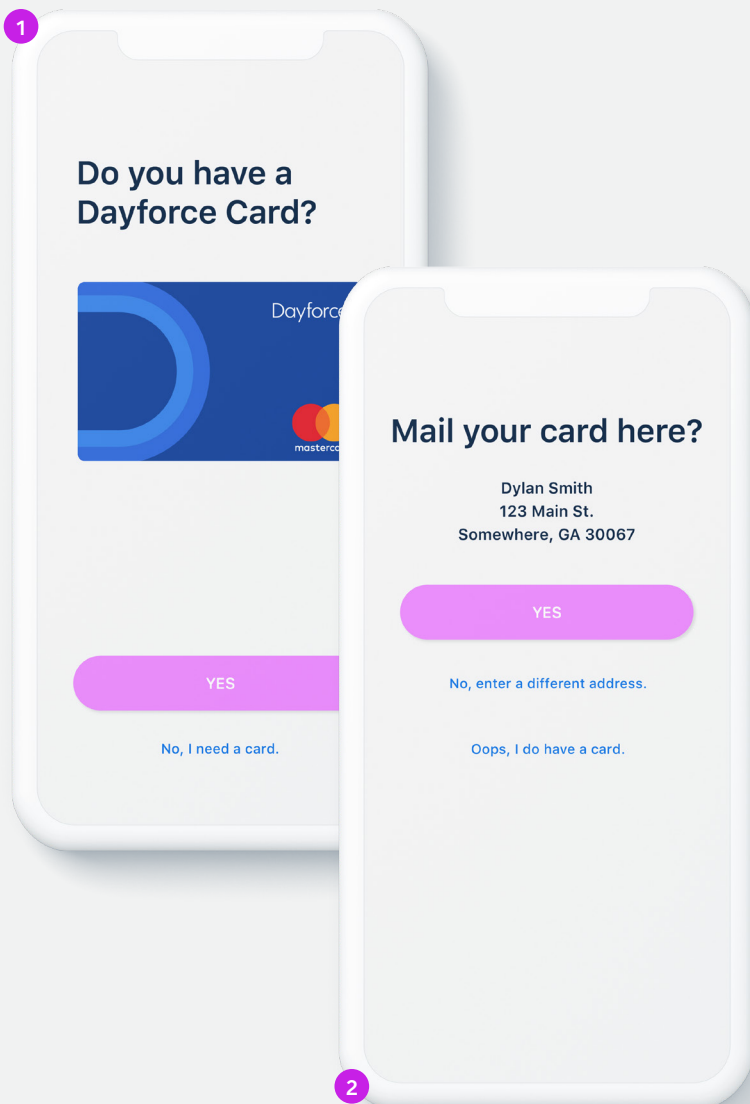 1
Do you have a
Dayforce Card?
Dayforce
YES
No, I need a card.
Mail your card here?
Dylan Smith
123 Main St.
Somewhere, GA 30067
YES
No, enter a different address.
Oops, I do have a card.
2